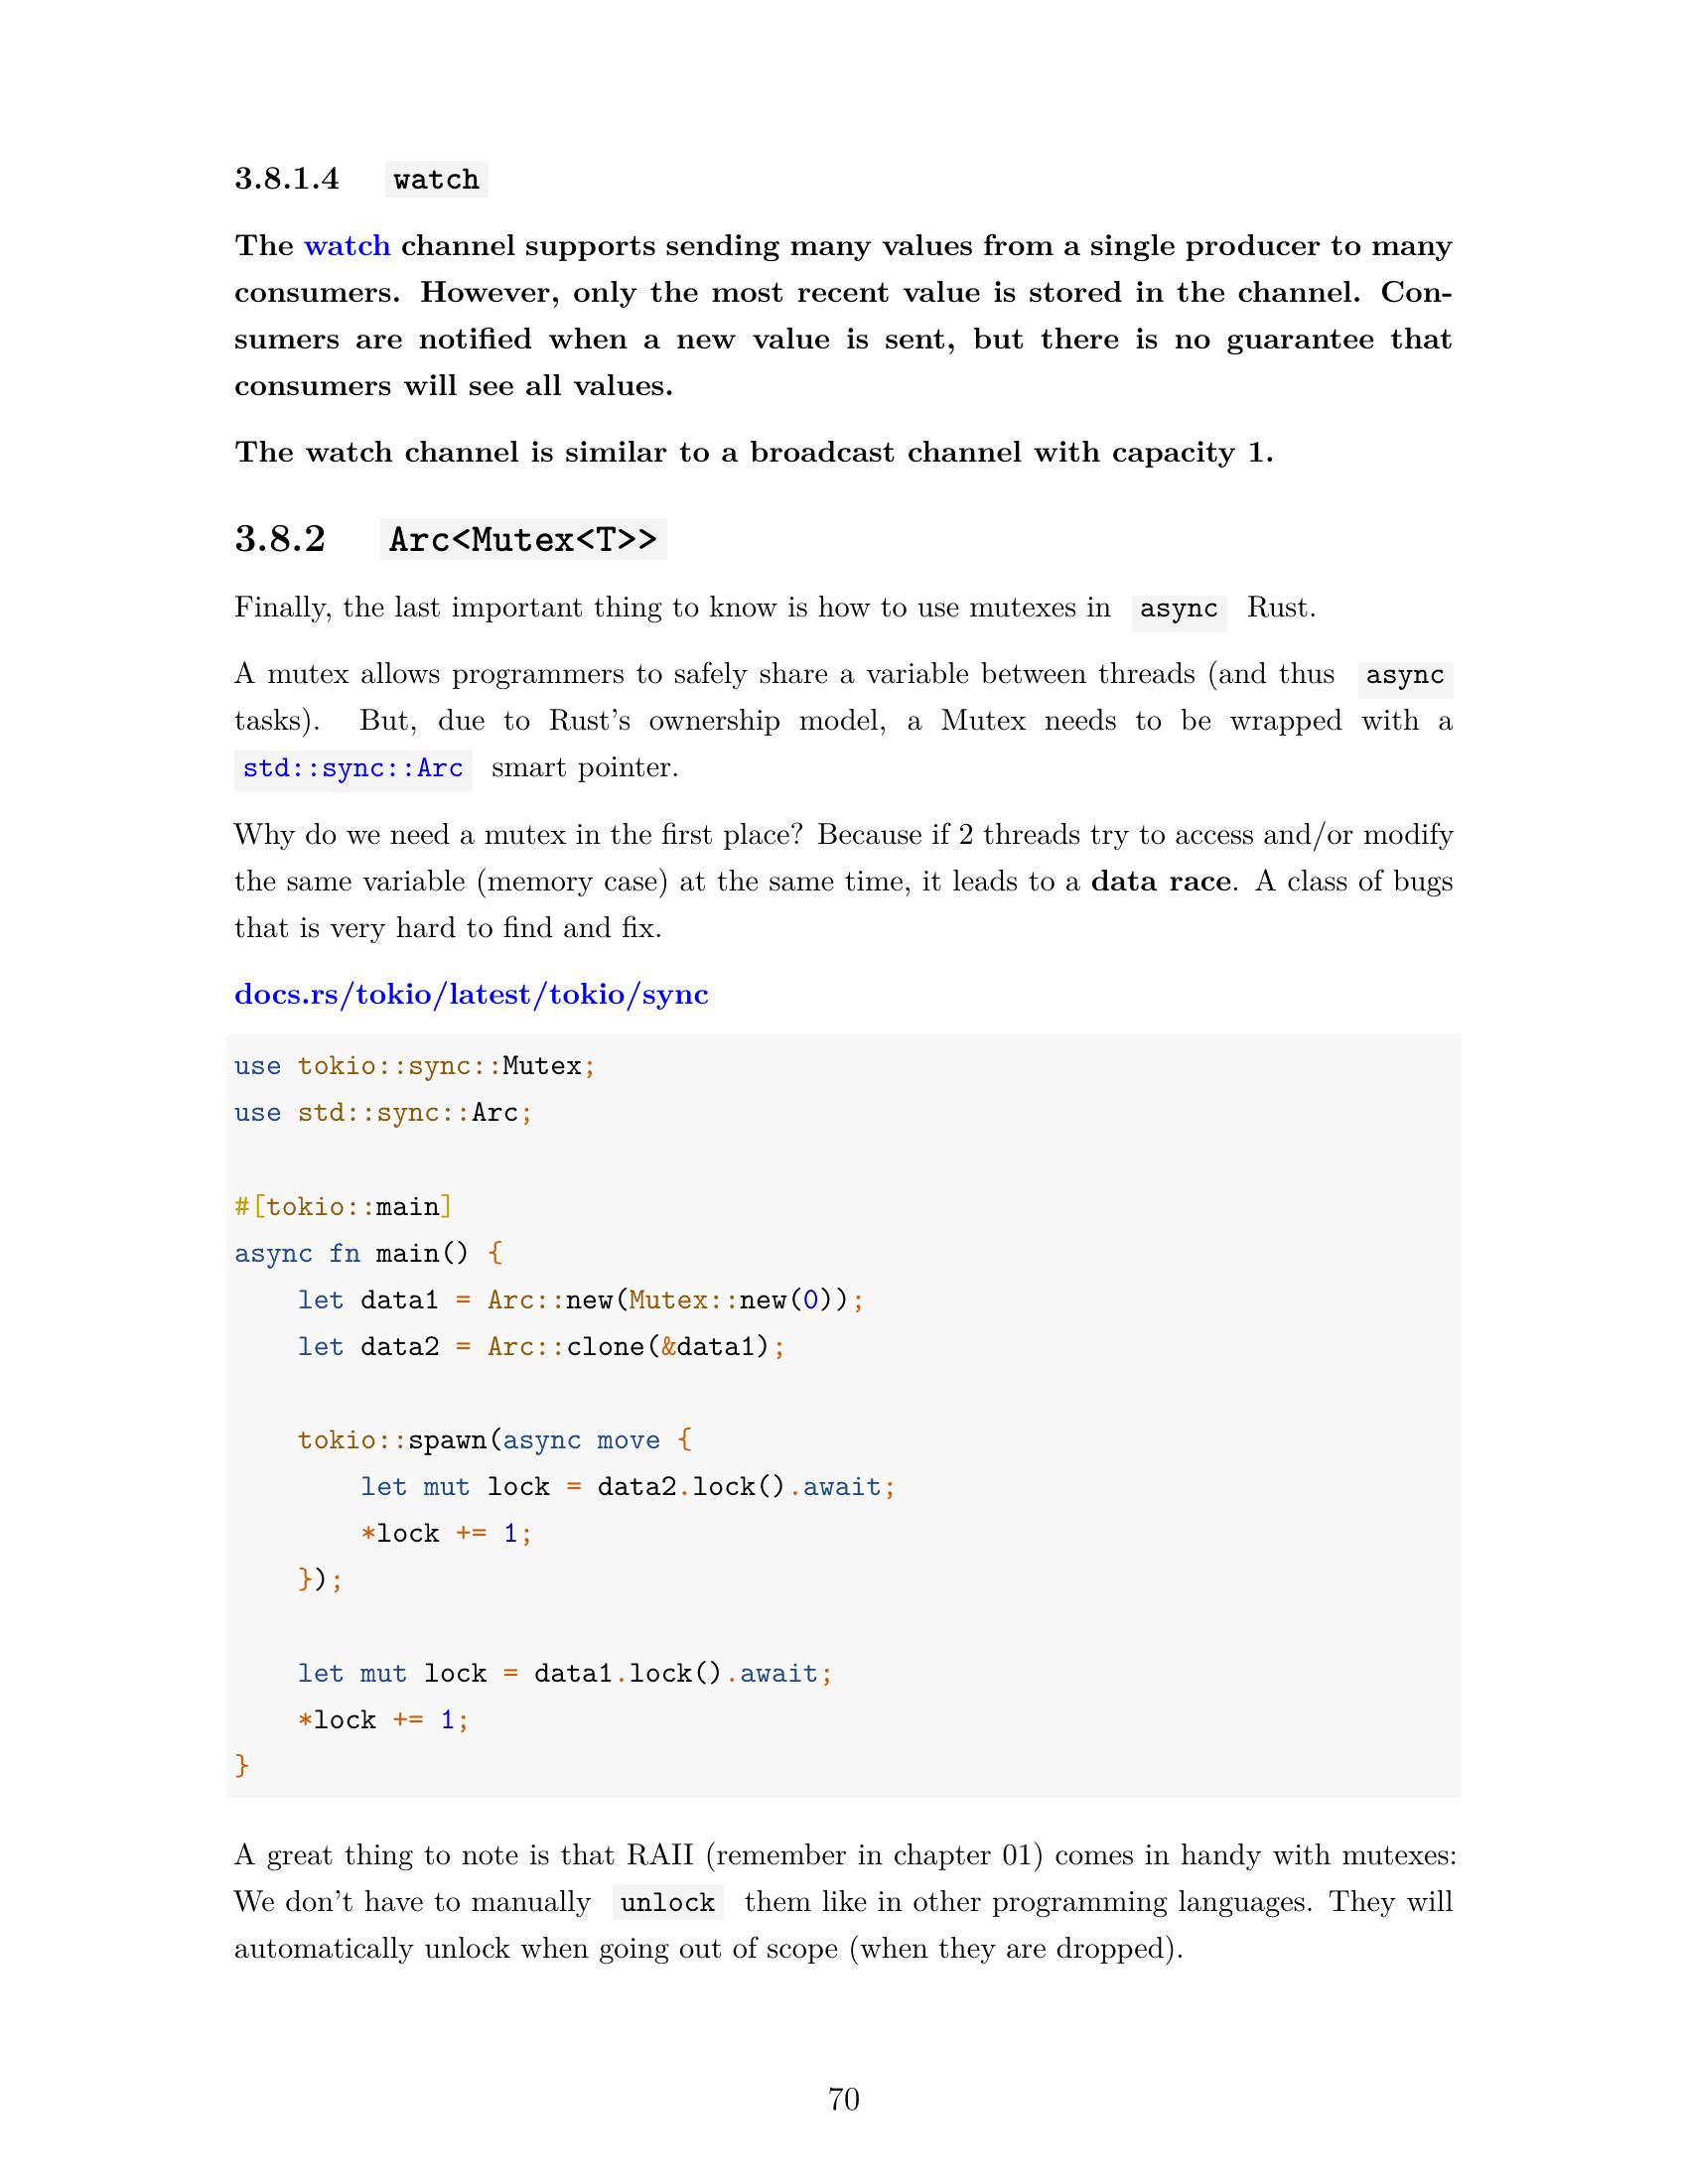 3.8.1.4 watch
The watch channel supports sending many values from a single producer to many
consumers. However, only the most recent value is stored in the channel. Con-
sumers are notified when a new value is sent, but there is no guarantee that
consumers will see all values.
The watch channel is similar to a broadcast channel with capacity 1.
3.8.2 Arc<Mutex<T>>
Finally, the last important thing to know is how to use mutexes in async Rust.
A mutex allows programmers to safely share a variable between threads (and thus async
tasks). But, due to Rust's ownership model, a Mutex needs to be wrapped with a
std::sync::Arc smart pointer.
Why do we need a mutex in the first place? Because if 2 threads try to access and/or modify
the same variable (memory case) at the same time, it leads to a data race. A class of bugs
that is very hard to find and fix.
docs.rs/tokio/latest/tokio/sync
use tokio::sync::Mutex;
use std::sync::Arc;

#[tokio::main]
async fn main() {
    let data1 = Arc::new(Mutex::new(0));
    let data2 = Arc::clone(&data1);

    tokio::spawn(async move {
        let mut lock = data2.lock().await;
        *lock += 1;
    });

    let mut lock = data1.lock().await;
    *lock += 1;
}
A great thing to note is that RAII (remember in chapter 01) comes in handy with mutexes:
We don't have to manually unlock them like in other programming languages. They will
automatically unlock when going out of scope (when they are dropped).
70